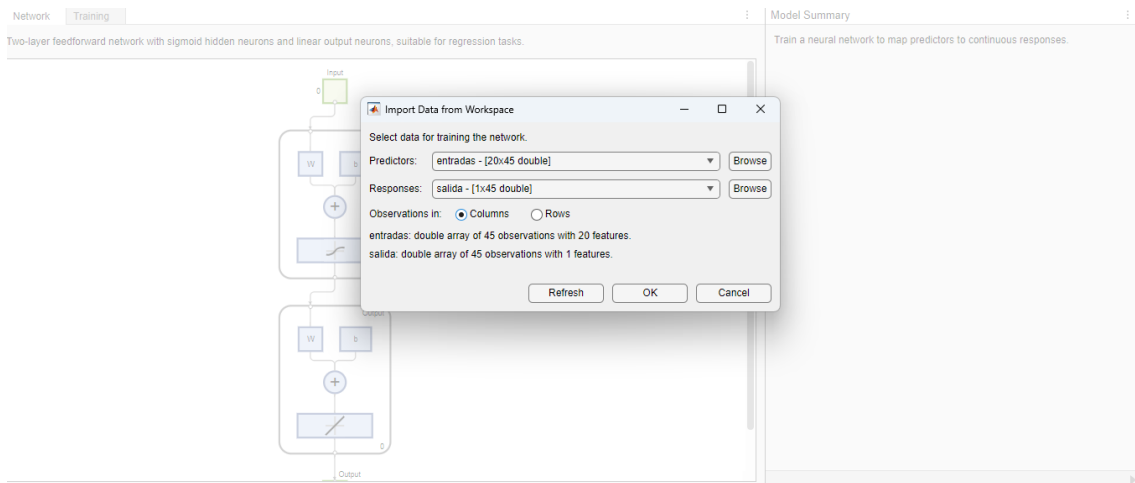 Network Training
Two-layer feedforward network with sigmoid hidden neurons and linear output neurons, suitable for regression tasks.
Input
0
W b
+
Output
W b
+
0
Output
Import Data from Workspace
Select data for training the network.
Predictors: entradas - [20x45 double] Browse
Responses: salida - [1x45 double] Browse
Observations in: Columns Rows
entradas: double array of 45 observations with 20 features.
salida: double array of 45 observations with 1 features.
Refresh OK Cancel
Model Summary
Train a neural network to map predictors to continuous responses.